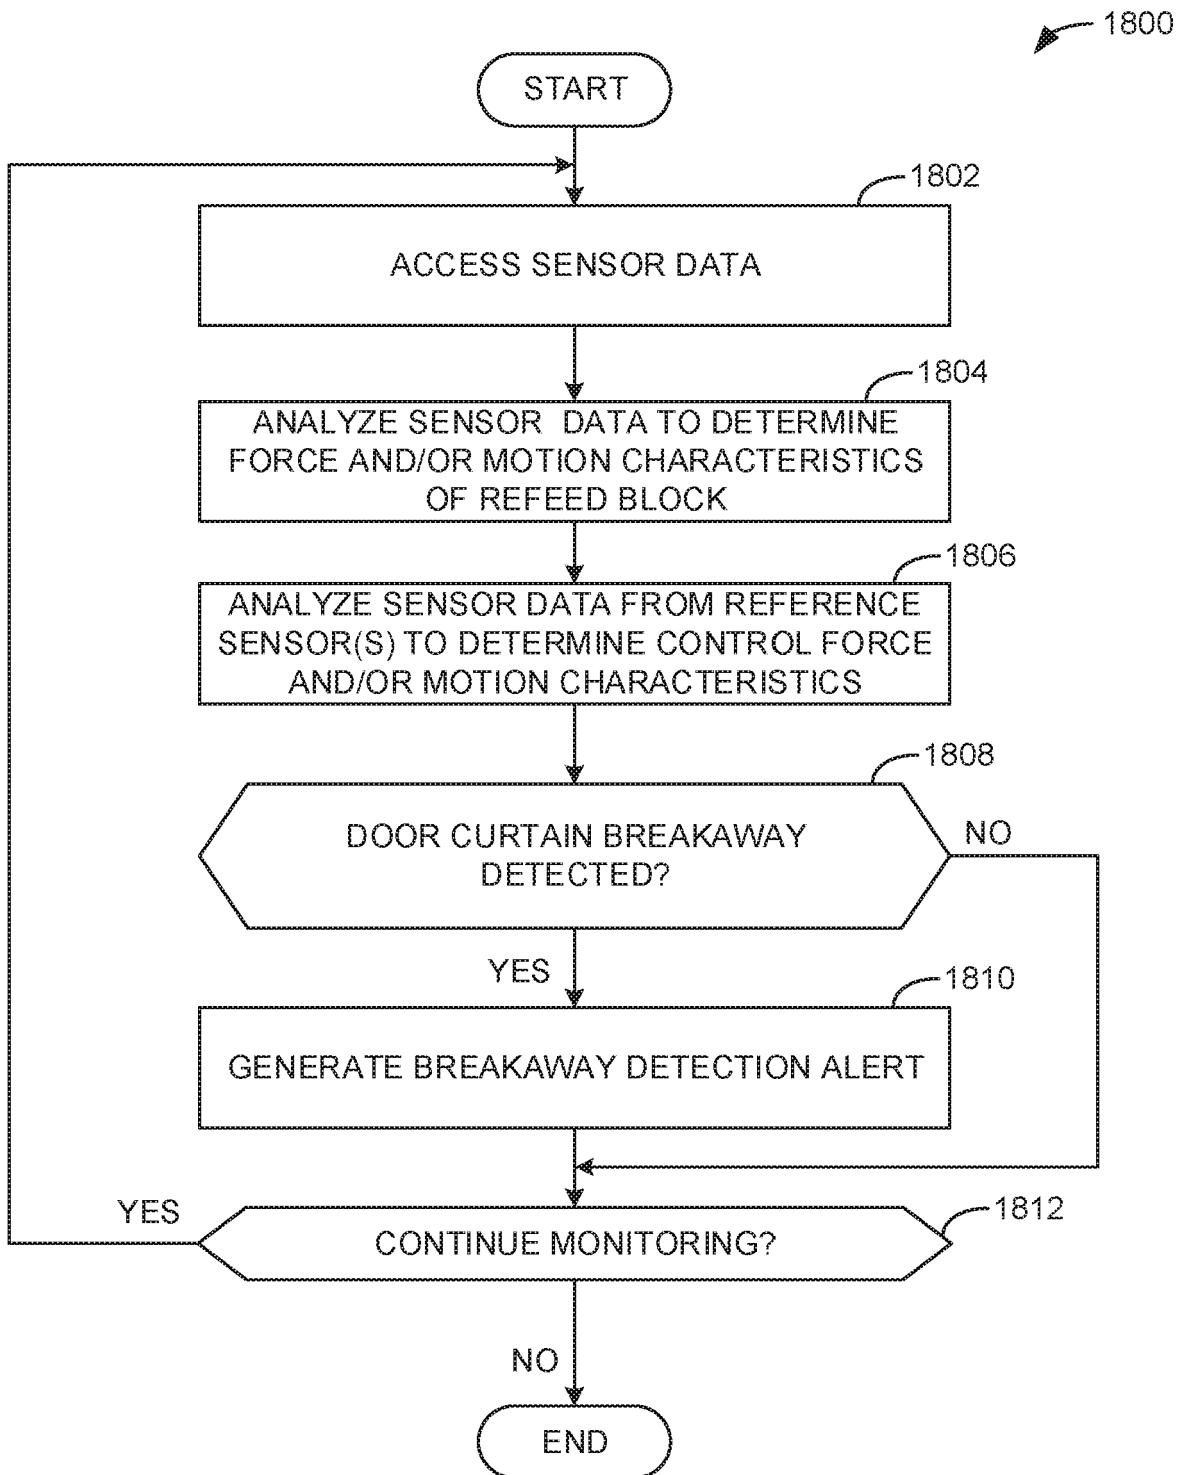 1800
START
1802
ACCESS SENSOR DATA
1804
ANALYZE SENSOR DATA TO DETERMINE
FORCE AND/OR MOTION CHARACTERISTICS
OF REFEED BLOCK
1806
ANALYZE SENSOR DATA FROM REFERENCE
SENSOR(S) TO DETERMINE CONTROL FORCE
AND/OR MOTION CHARACTERISTICS
1808
DOOR CURTAIN BREAKAWAY
DETECTED?
NO
YES
1810
GENERATE BREAKAWAY DETECTION ALERT
YES
1812
CONTINUE MONITORING?
NO
END